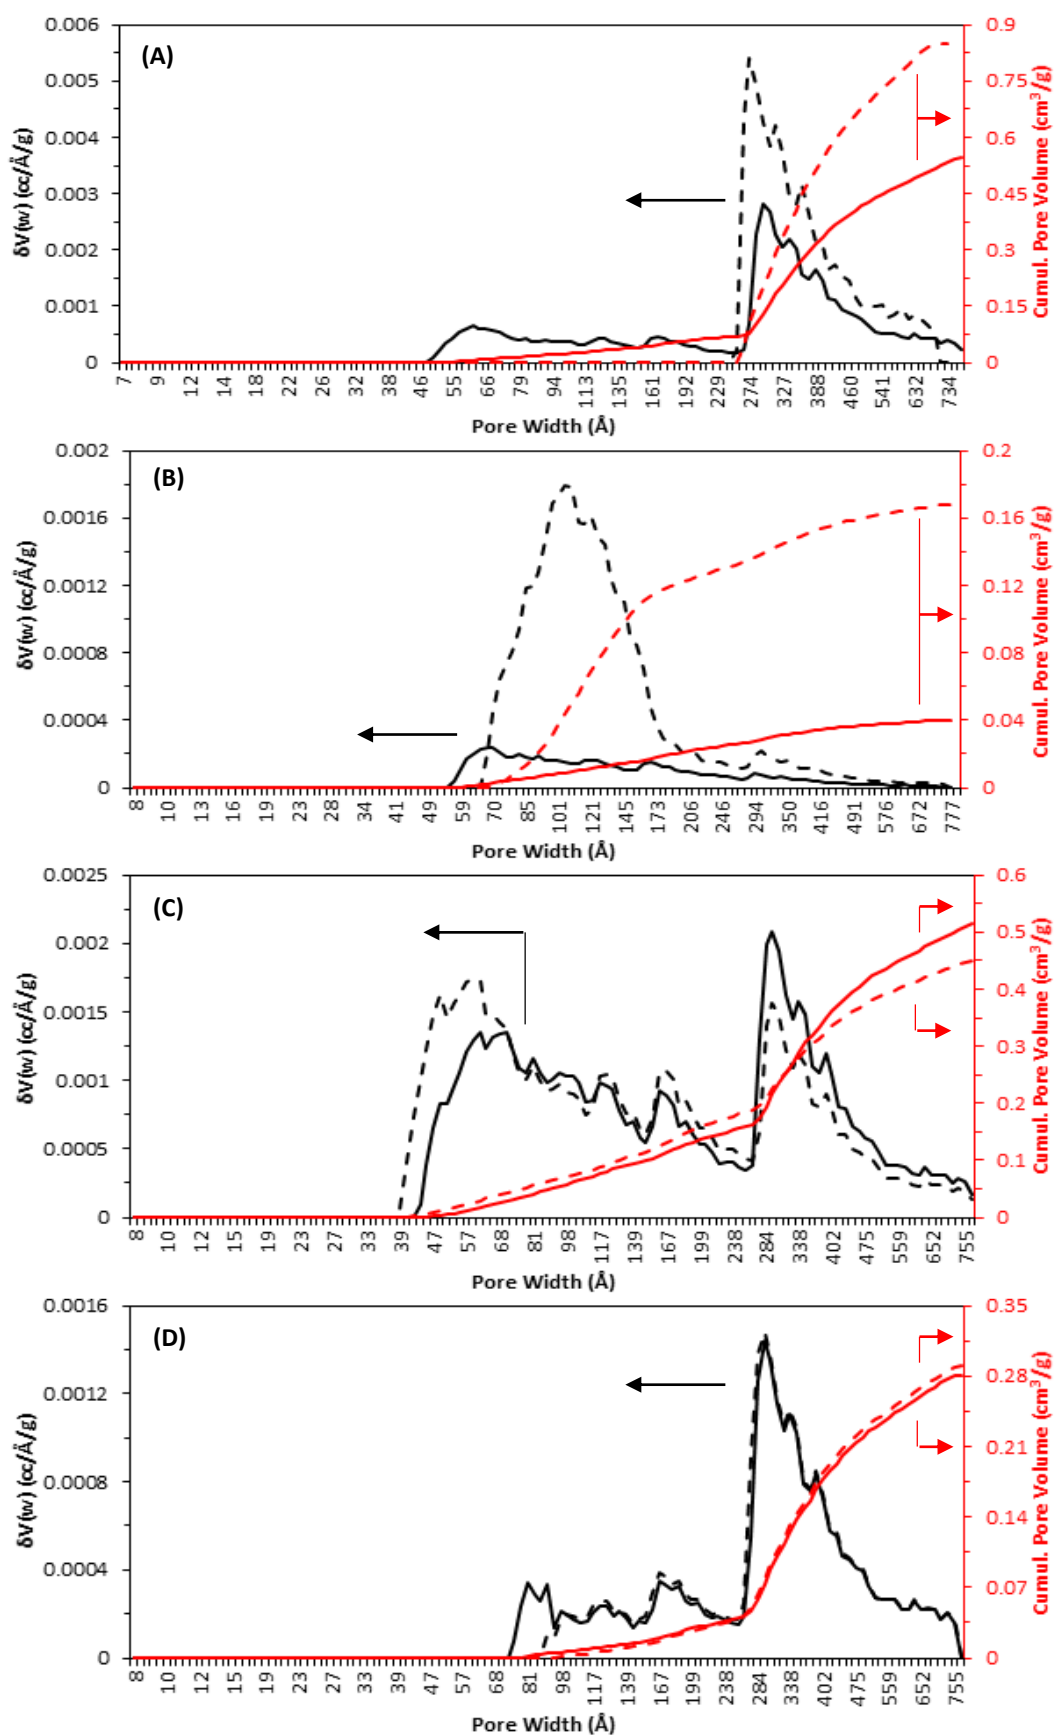 (A)
0.006
0.005
0.004
0.003
0.002
0.001
0
δV(w) (cc/Å/g)
0.9
0.75
0.6
0.45
0.3
0.15
0
Cumul. Pore Volume (cm³/g)
7 9 12 14 18 22 26 32 38 46 55 66 79 94 113 135 161 192 229 274 327 388 460 541 632 734
Pore Width (Å)
(B)
0.002
0.0016
0.0012
0.0008
0.0004
0
δV(w) (cc/Å/g)
0.2
0.16
0.12
0.08
0.04
0
Cumul. Pore Volume (cm³/g)
8 10 13 16 19 23 28 34 41 49 59 70 85 101 121 145 173 206 246 294 350 416 491 576 672 777
Pore Width (Å)
(C)
0.0025
0.002
0.0015
0.001
0.0005
0
δV(w) (cc/Å/g)
0.6
0.5
0.4
0.3
0.2
0.1
0
Cumul. Pore Volume (cm³/g)
8 10 12 15 19 23 27 33 39 47 57 68 81 98 117 139 167 199 238 284 338 402 475 559 652 755
Pore Width (Å)
(D)
0.0016
0.0012
0.0008
0.0004
0
δV(w) (cc/Å/g)
0.35
0.28
0.21
0.14
0.07
0
Cumul. Pore Volume (cm³/g)
8 10 12 15 19 23 27 33 39 47 57 68 81 98 117 139 167 199 238 284 338 402 475 559 652 755
Pore Width (Å)